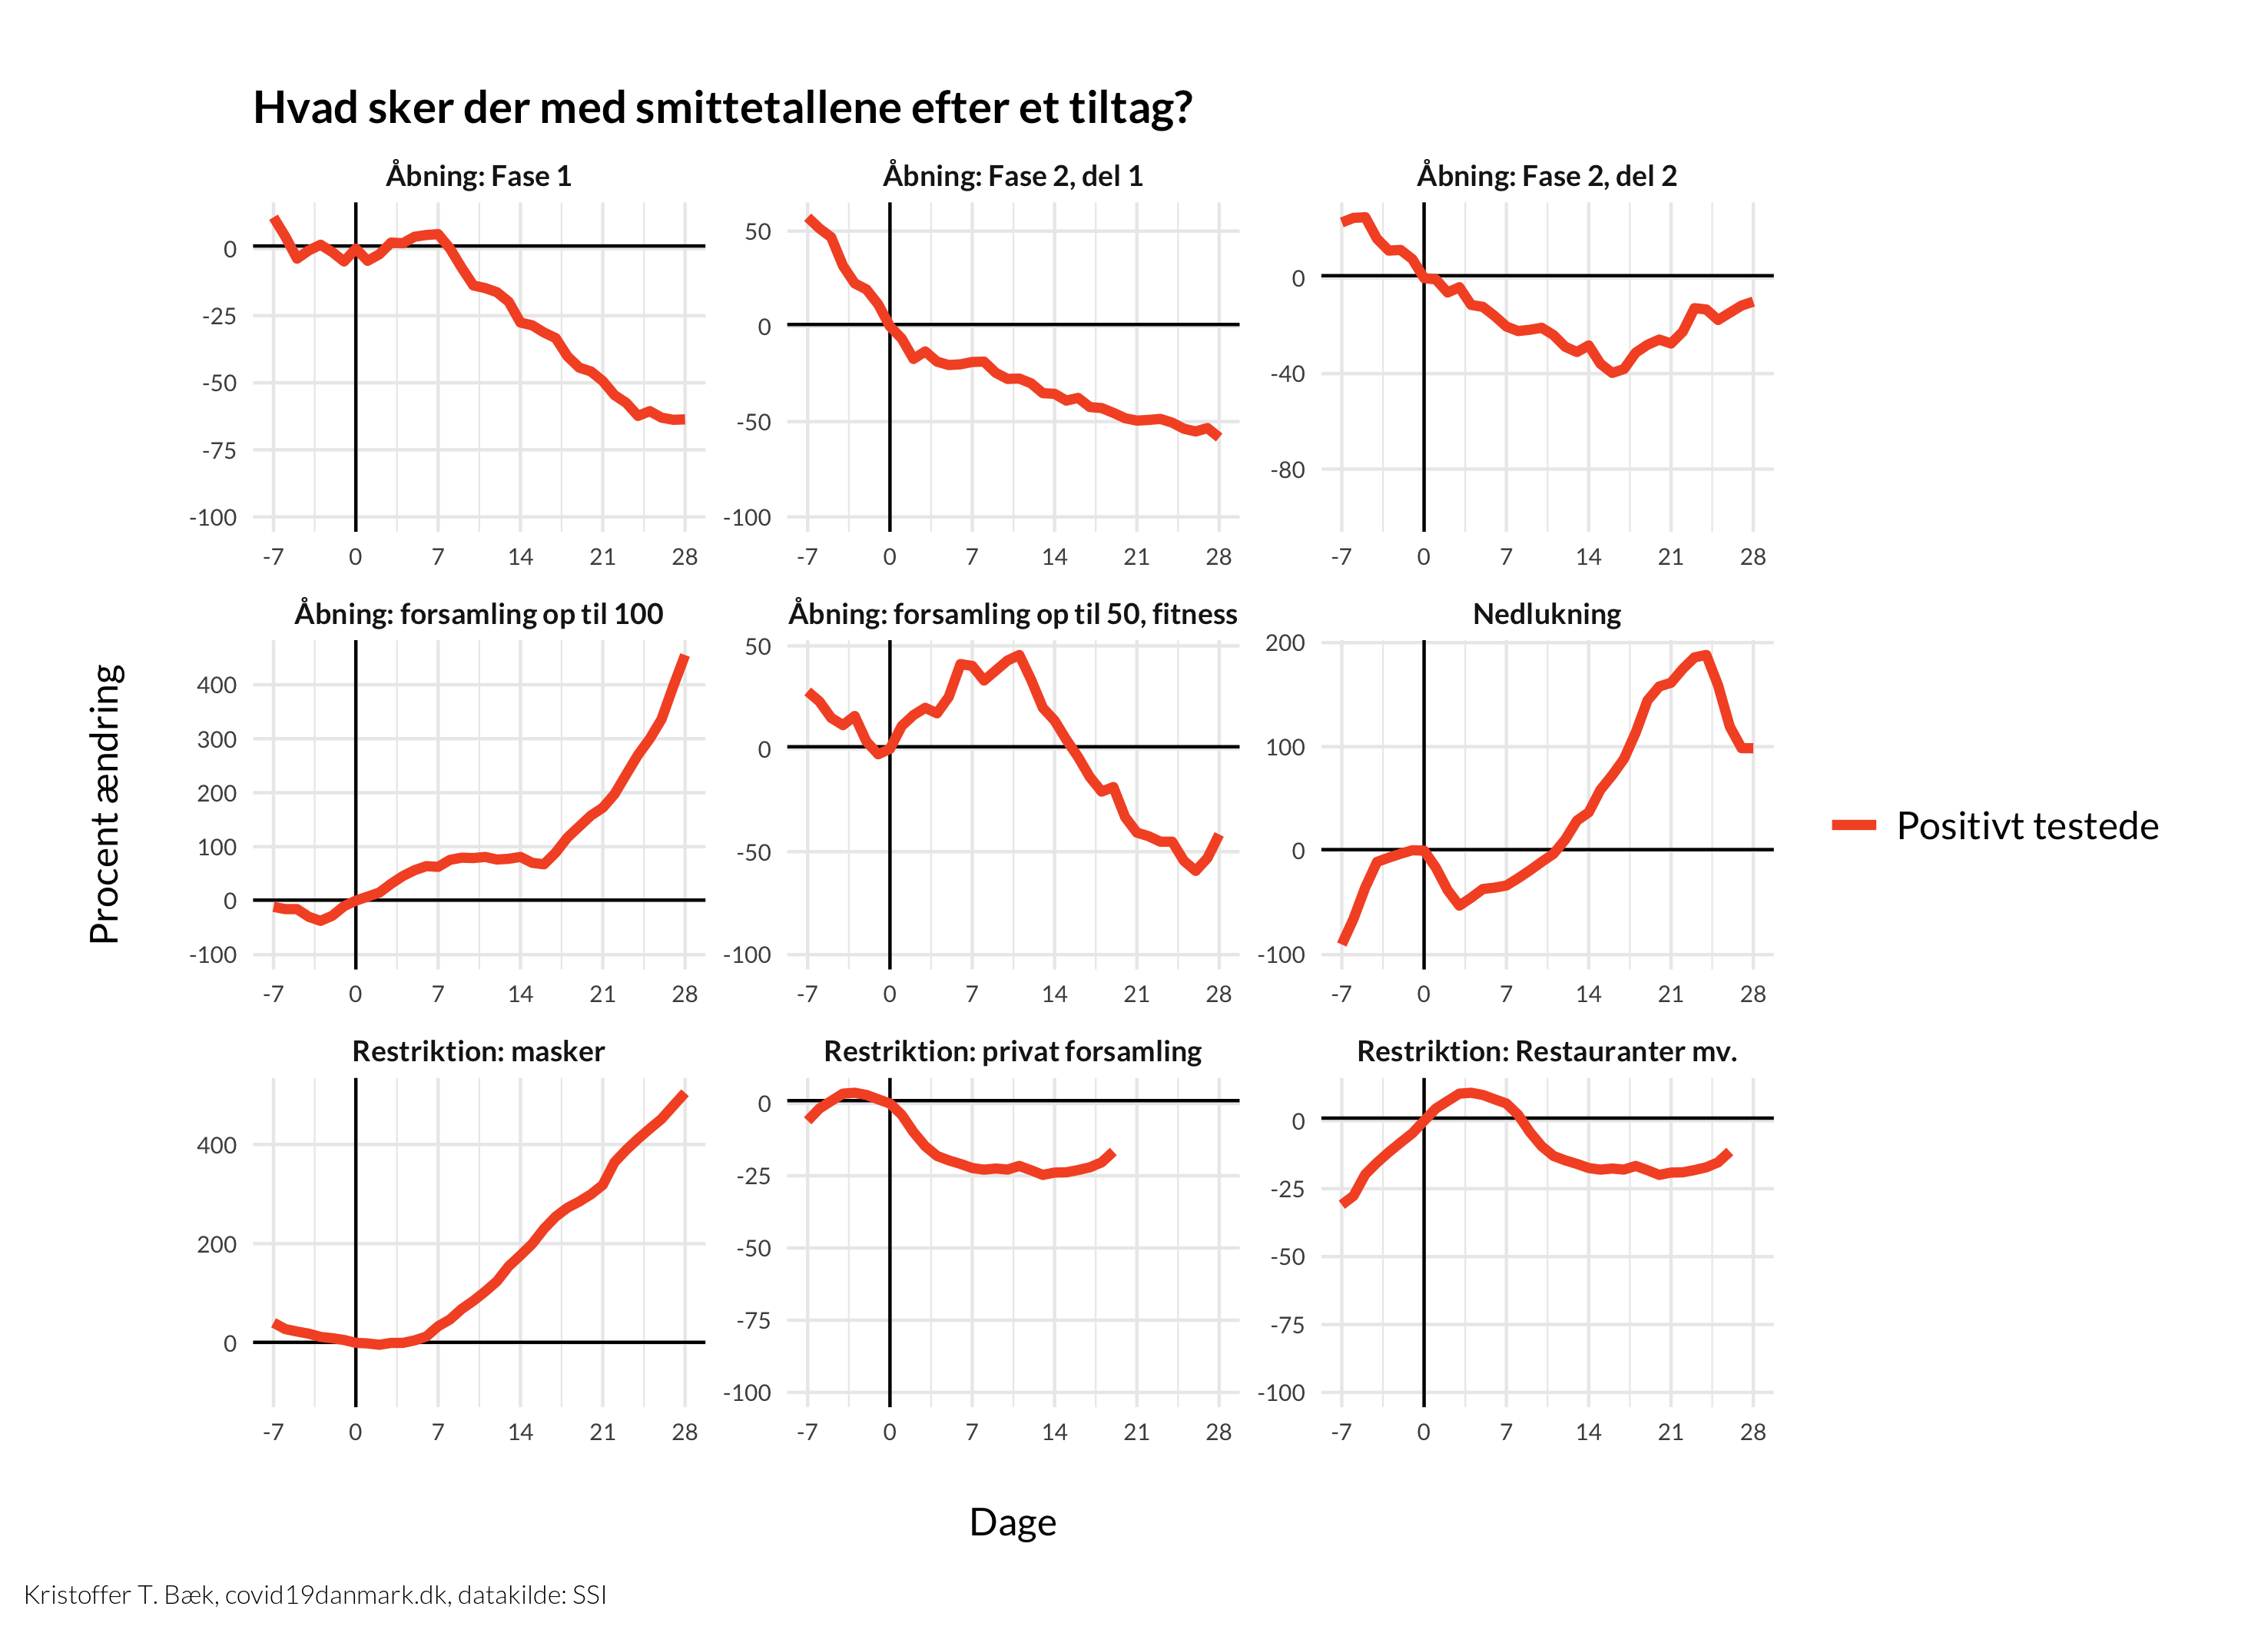 Hvad sker der med smittetallene efter et tiltag?
Åbning: Fase 1
Åbning: Fase 2, del 1
Åbning: Fase 2, del 2
0
-25
-50
-75
-100
-7 0 7 14 21 28
50
0
-50
-100
-7 0 7 14 21 28
0
-40
-80
-7 0 7 14 21 28
Åbning: forsamling op til 100
Åbning: forsamling op til 50, fitness
Nedlukning
400
300
200
100
0
-100
-7 0 7 14 21 28
50
0
-50
-100
-7 0 7 14 21 28
200
100
0
-100
-7 0 7 14 21 28
Restriktion: masker
Restriktion: privat forsamling
Restriktion: Restauranter mv.
400
200
0
-7 0 7 14 21 28
0
-25
-50
-75
-100
-7 0 7 14 21 28
0
-25
-50
-75
-100
-7 0 7 14 21 28
Procent ændring
Dage
Positivt testede
Kristoffer T. Bæk, covid19danmark.dk, datakilde: SSI